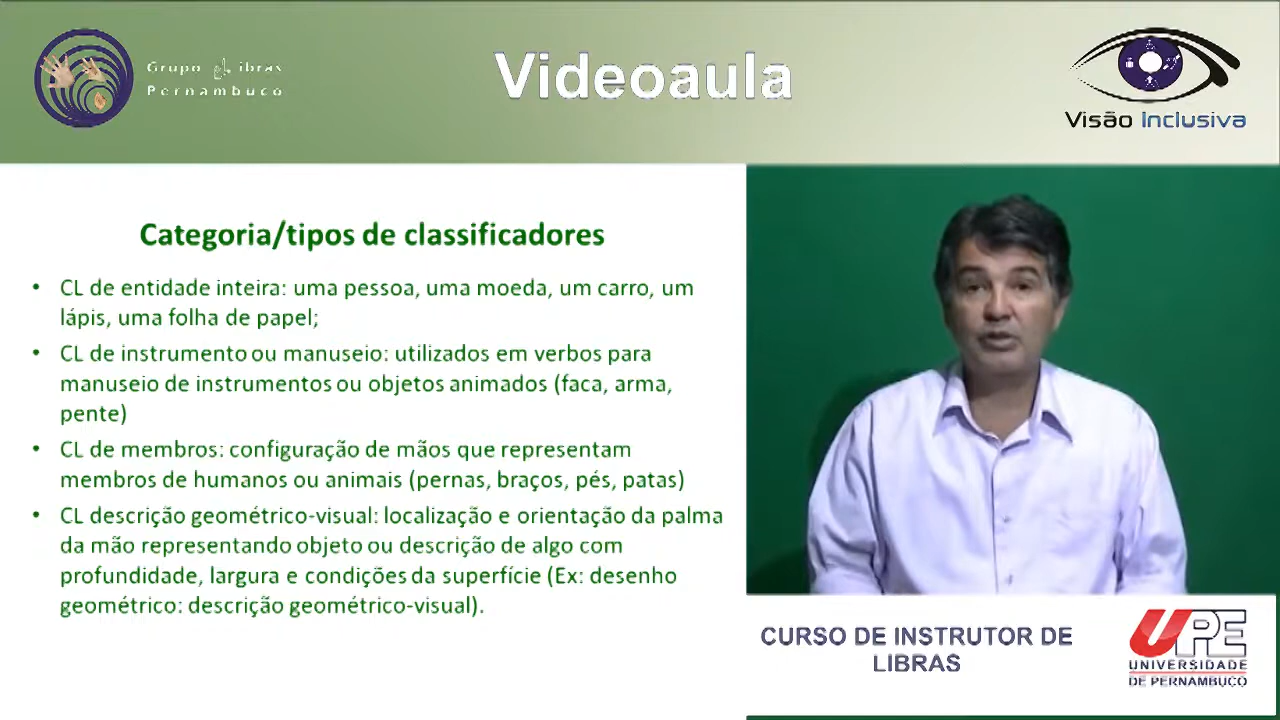 Grupo Libras
Pernambuco
Videoaula
Visão Inclusiva
Categoria/tipos de classificadores
• CL de entidade inteira: uma pessoa, uma moeda, um carro, um
lápis, uma folha de papel;
• CL de instrumento ou manuseio: utilizados em verbos para
manuseio de instrumentos ou objetos animados (faca, arma,
pente)
• CL de membros: configuração de mãos que representam
membros de humanos ou animais (pernas, braços, pés, patas)
• CL descrição geométrico-visual: localização e orientação da palma
da mão representando objeto ou descrição de algo com
profundidade, largura e condições da superfície (Ex: desenho
geométrico: descrição geométrico-visual).
CURSO DE INSTRUTOR DE
LIBRAS
UPE
UNIVERSIDADE
DE PERNAMBUCO